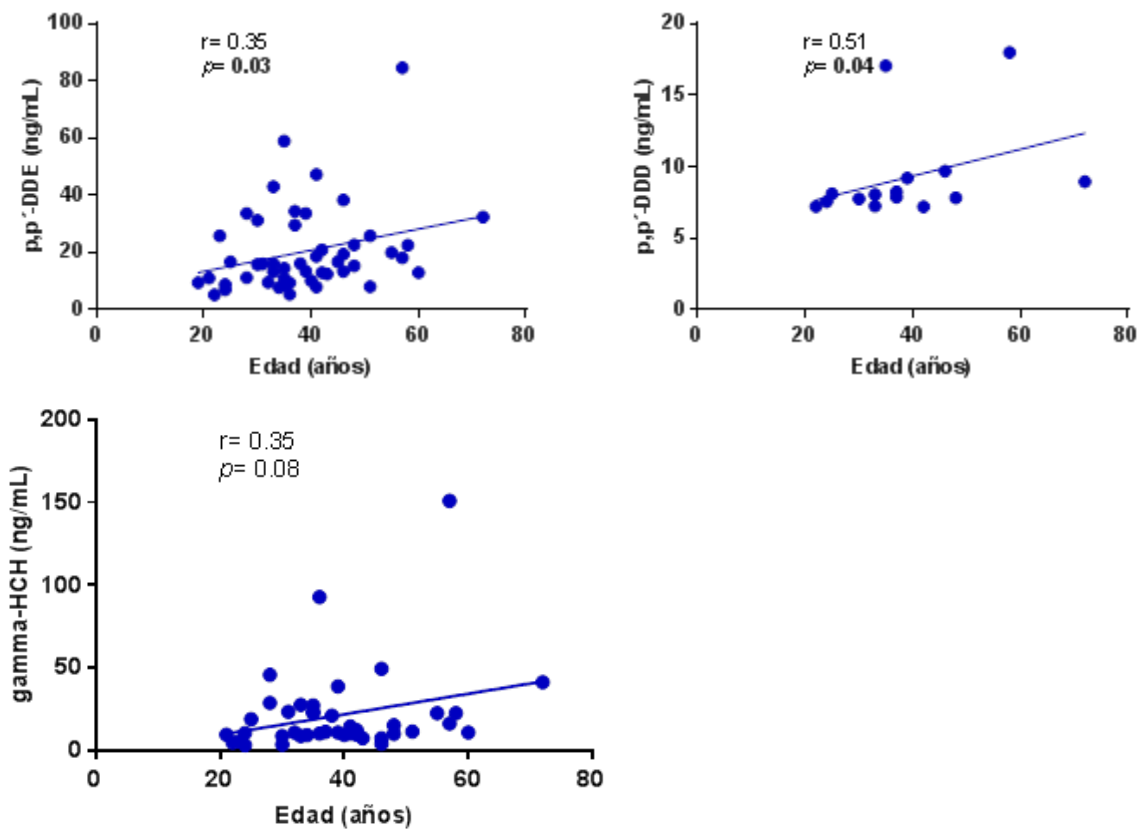 100
80
60
40
20
0
p,p´-DDE (ng/mL)
r= 0.35
p= 0.03
0 20 40 60 80
Edad (años)
20
15
10
5
0
p,p´-DDD (ng/mL)
r= 0.51
p= 0.04
0 20 40 60 80
Edad (años)
200
150
100
50
0
gamma-HCH (ng/mL)
r= 0.35
p= 0.08
0 20 40 60 80
Edad (años)